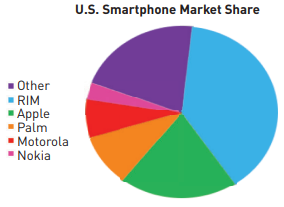 U.S. Smartphone Market Share
Other
RIM
Apple
Palm
Motorola
Nokia